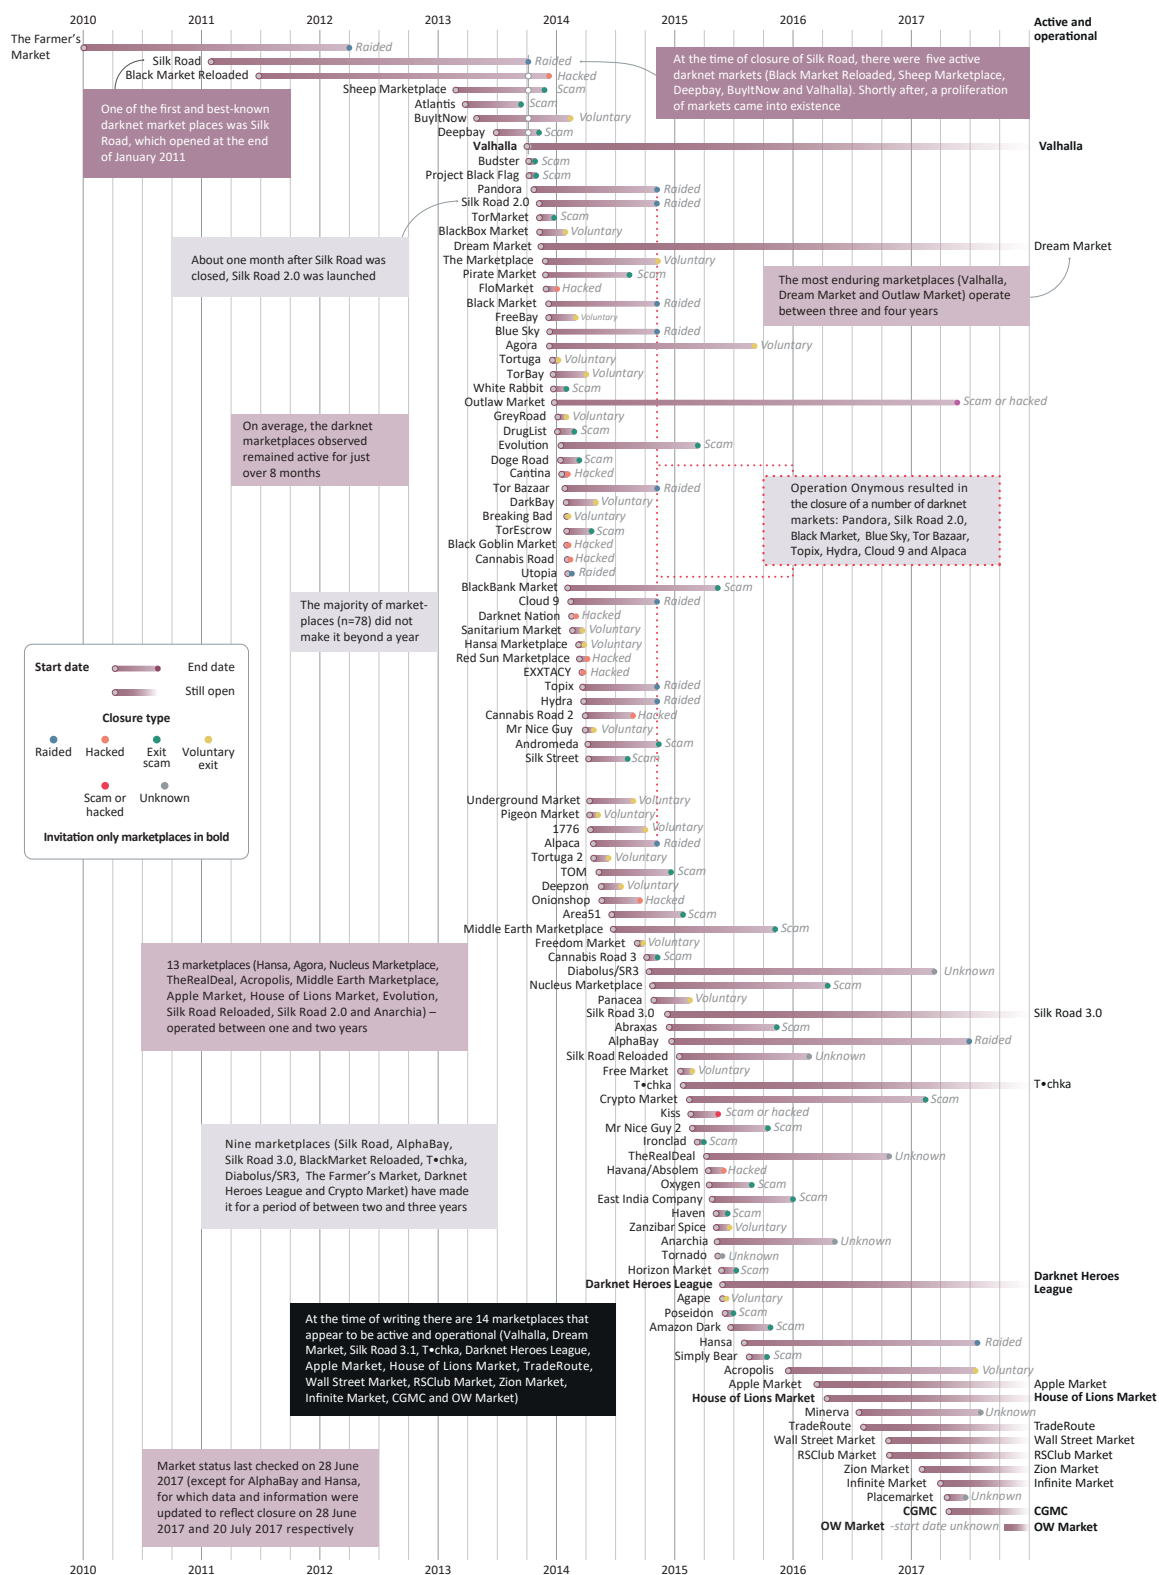 2010 2011 2012 2013 2014 2015 2016 2017 Active and
operational
The Farmer's
Market
Raided
Silk Road Raided
Black Market Reloaded Hacked
Sheep Marketplace Scam
Atlantis Scam
BuyItNow Voluntary
Deepbay Scam
At the time of closure of Silk Road, there were five active
darknet markets (Black Market Reloaded, Sheep Marketplace,
Deepbay, BuyItNow and Valhalla). Shortly after, a proliferation
of markets came into existence
One of the first and best-known
darknet market places was Silk
Road, which opened at the end
of January 2011
Valhalla Valhalla
Budster Scam
Project Black Flag Scam
Pandora Raided
Silk Road 2.0 Raided
TorMarket Scam
BlackBox Market Voluntary
Dream Market Dream Market
About one month after Silk Road was
closed, Silk Road 2.0 was launched
The Marketplace Voluntary
Pirate Market Scam
FloMarket Hacked
Black Market Raided
FreeBay Voluntary
Blue Sky Raided
The most enduring marketplaces (Valhalla,
Dream Market and Outlaw Market) operate
between three and four years
Agora Voluntary
Tortuga Voluntary
TorBay Voluntary
White Rabbit Scam
Outlaw Market Scam or hacked
GreyRoad Voluntary
DrugList Scam
Evolution Scam
Doge Road Scam
Cantina Hacked
On average, the darknet
marketplaces observed
remained active for just
over 8 months
Tor Bazaar Raided
DarkBay Voluntary
Breaking Bad Voluntary
TorEscrow Scam
Black Goblin Market Hacked
Cannabis Road Hacked
Utopia Raided
Operation Onymous resulted in
the closure of a number of darknet
markets: Pandora, Silk Road 2.0,
Black Market, Blue Sky, Tor Bazaar,
Topix, Hydra, Cloud 9 and Alpaca
BlackBank Market Scam
Cloud 9 Raided
Darknet Nation Hacked
Sanitarium Market Voluntary
Hansa Marketplace Voluntary
Red Sun Marketplace Hacked
EXXTACY Hacked
The majority of market-
places (n=78) did not
make it beyond a year
Topix Raided
Hydra Raided
Cannabis Road 2 Hacked
Mr Nice Guy Voluntary
Andromeda Scam
Silk Street Scam
Start date End date
Still open
Closure type
Raided Hacked Exit
scam Voluntary
exit
Scam or
hacked Unknown
Invitation only marketplaces in bold
Underground Market Voluntary
Pigeon Market Voluntary
1776 Voluntary
Alpaca Raided
Tortuga 2 Voluntary
TOM Scam
Deepzon Voluntary
Onionshop Hacked
Area51 Scam
Middle Earth Marketplace Scam
Freedom Market Voluntary
Cannabis Road 3 Scam
Diabolus/SR3 Unknown
Nucleus Marketplace Scam
Panacea Voluntary
Silk Road 3.0 Silk Road 3.0
Abraxas Scam
AlphaBay Raided
13 marketplaces (Hansa, Agora, Nucleus Marketplace,
TheRealDeal, Acropolis, Middle Earth Marketplace,
Apple Market, House of Lions Market, Evolution,
Silk Road Reloaded, Silk Road 2.0 and Anarchia) –
operated between one and two years
Silk Road Reloaded Unknown
Free Market Voluntary
T•chka T•chka
Crypto Market Scam
Kiss Scam or hacked
Mr Nice Guy 2 Scam
Ironclad Scam
TheRealDeal Unknown
Havana/Absolem Hacked
Oxygen Scam
East India Company Scam
Haven Scam
Zanzibar Spice Voluntary
Nine marketplaces (Silk Road, AlphaBay,
Silk Road 3.0, BlackMarket Reloaded, T•chka,
Diabolus/SR3, The Farmer's Market, Darknet
Heroes League and Crypto Market) have made
it for a period of between two and three years
Anarchia Unknown
Tornado Unknown
Horizon Market Scam
Darknet Heroes League Darknet Heroes
League
Agape Voluntary
Poseidon Scam
Amazon Dark Scam
Hansa Raided
Simply Bear Scam
Acropolis Voluntary
Apple Market Apple Market
House of Lions Market House of Lions Market
Minerva Unknown
At the time of writing there are 14 marketplaces that
appear to be active and operational (Valhalla, Dream
Market, Silk Road 3.1, T•chka, Darknet Heroes League,
Apple Market, House of Lions Market, TradeRoute,
Wall Street Market, RSClub Market, Zion Market,
Infinite Market, CGMC and OW Market)
TradeRoute TradeRoute
Wall Street Market Wall Street Market
RSClub Market RSClub Market
Zion Market Zion Market
Infinite Market Infinite Market
Placemarket Unknown
CGMC CGMC
OW Market -start date unknown OW Market
Market status last checked on 28 June
2017 (except for AlphaBay and Hansa,
for which data and information were
updated to reflect closure on 28 June
2017 and 20 July 2017 respectively
2010 2011 2012 2013 2014 2015 2016 2017